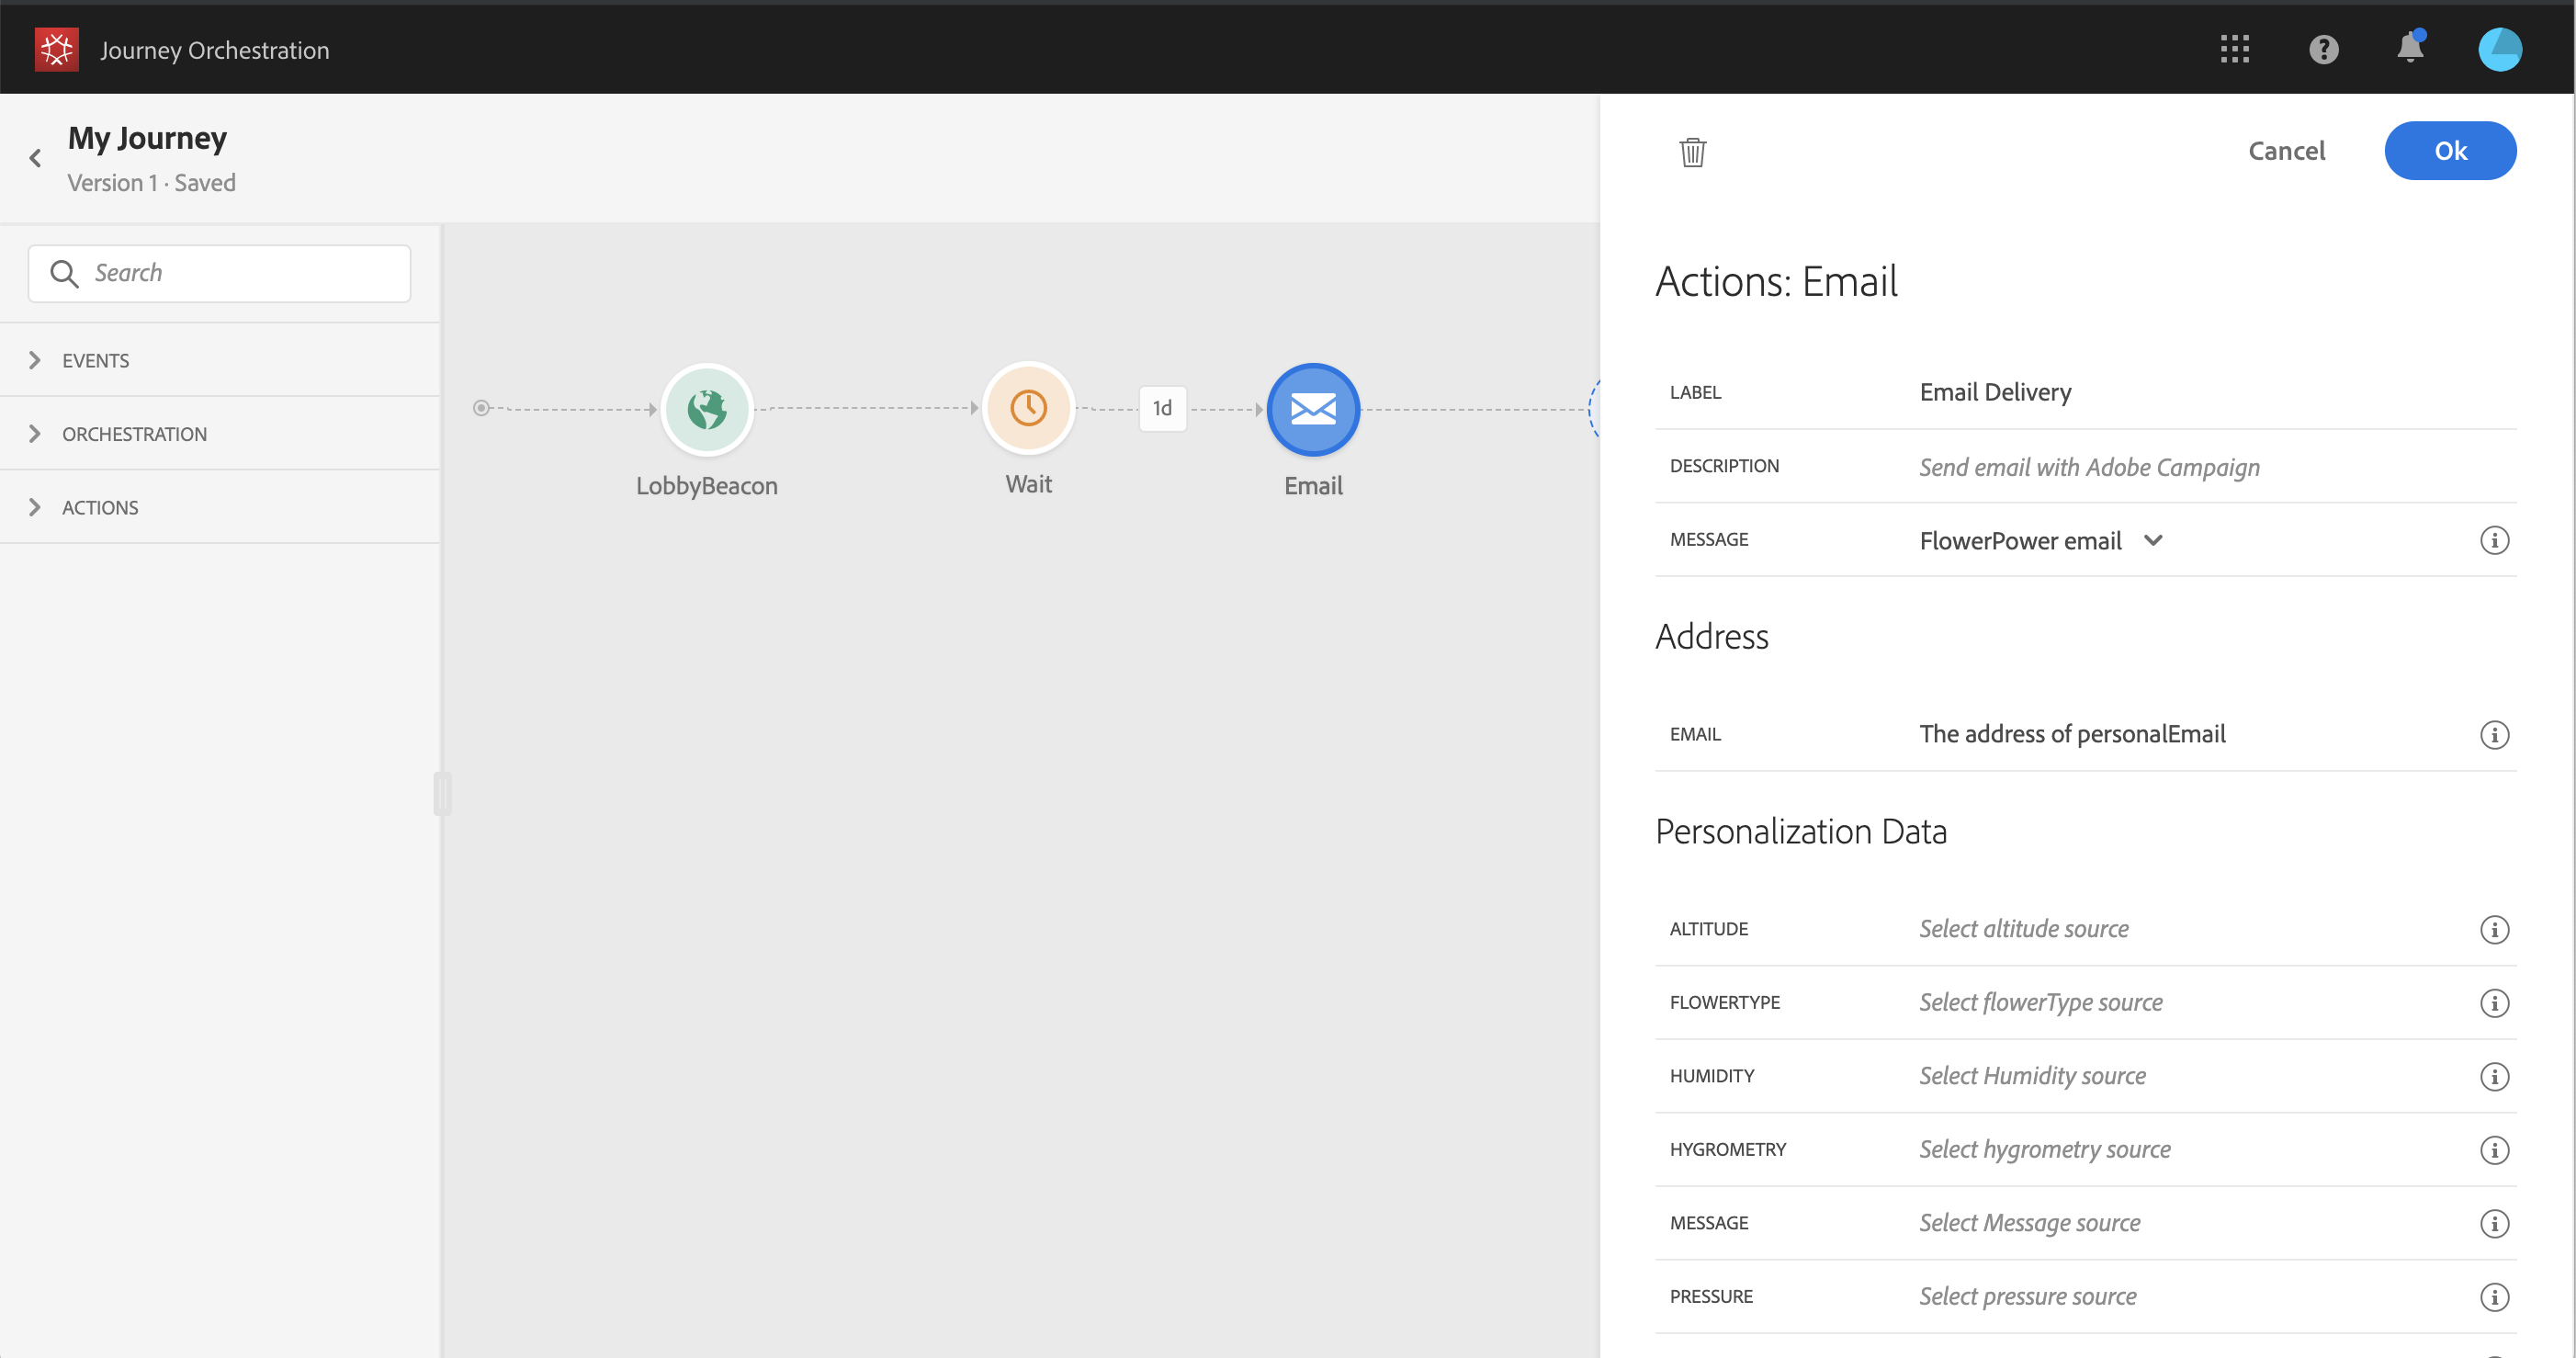 Journey Orchestration
My Journey
Version 1 · Saved
Search
EVENTS
ORCHESTRATION
ACTIONS
LobbyBeacon
Wait
1d
Email
Cancel
Ok
Actions: Email
LABEL Email Delivery
DESCRIPTION Send email with Adobe Campaign
MESSAGE FlowerPower email
Address
EMAIL The address of personalEmail
Personalization Data
ALTITUDE Select altitude source
FLOWERTYPE Select flowerType source
HUMIDITY Select Humidity source
HYGROMETRY Select hygrometry source
MESSAGE Select Message source
PRESSURE Select pressure source